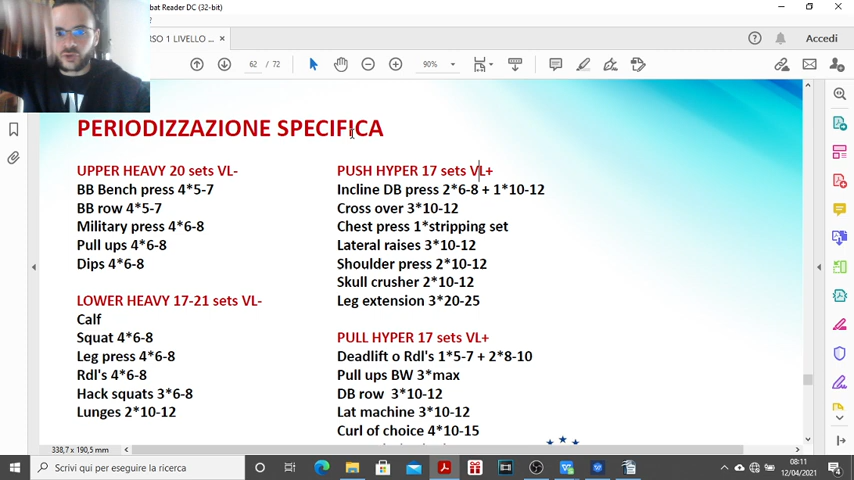 bat Reader DC (32-bit)
RSO 1 LIVELLO ...
Accedi
62 / 72
90%
PERIODIZZAZIONE SPECIFICA
UPPER HEAVY 20 sets VL-
BB Bench press 4*5-7
BB row 4*5-7
Military press 4*6-8
Pull ups 4*6-8
Dips 4*6-8
LOWER HEAVY 17-21 sets VL-
Calf
Squat 4*6-8
Leg press 4*6-8
Rdl's 4*6-8
Hack squats 3*6-8
Lunges 2*10-12
PUSH HYPER 17 sets VL+
Incline DB press 2*6-8 + 1*10-12
Cross over 3*10-12
Chest press 1*stripping set
Lateral raises 3*10-12
Shoulder press 2*10-12
Skull crusher 2*10-12
Leg extension 3*20-25
PULL HYPER 17 sets VL+
Deadlift o Rdl's 1*5-7 + 2*8-10
Pull ups BW 3*max
DB row 3*10-12
Lat machine 3*10-12
Curl of choice 4*10-15
338,7 x 190,5 mm
Scrivi qui per eseguire la ricerca
08:11
12/04/2021
4